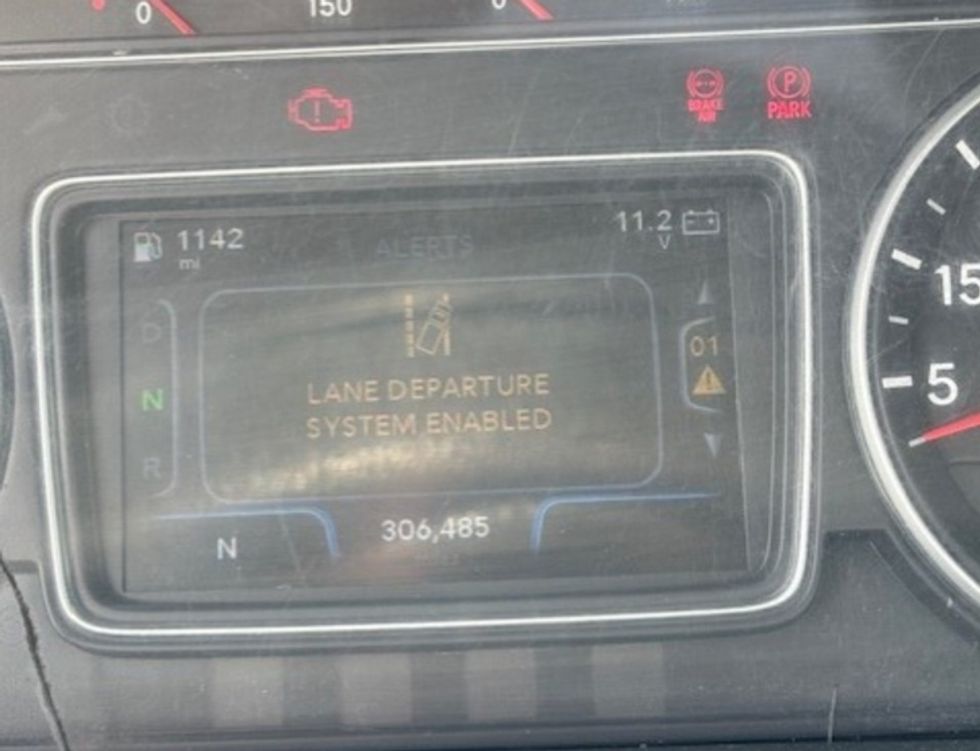 0
150
0
BRAKE
AIR
P
PARK
1142
mi
ALERTS
11.2
V
D
N
R
LANE DEPARTURE
SYSTEM ENABLED
01
15
5
N
306,485